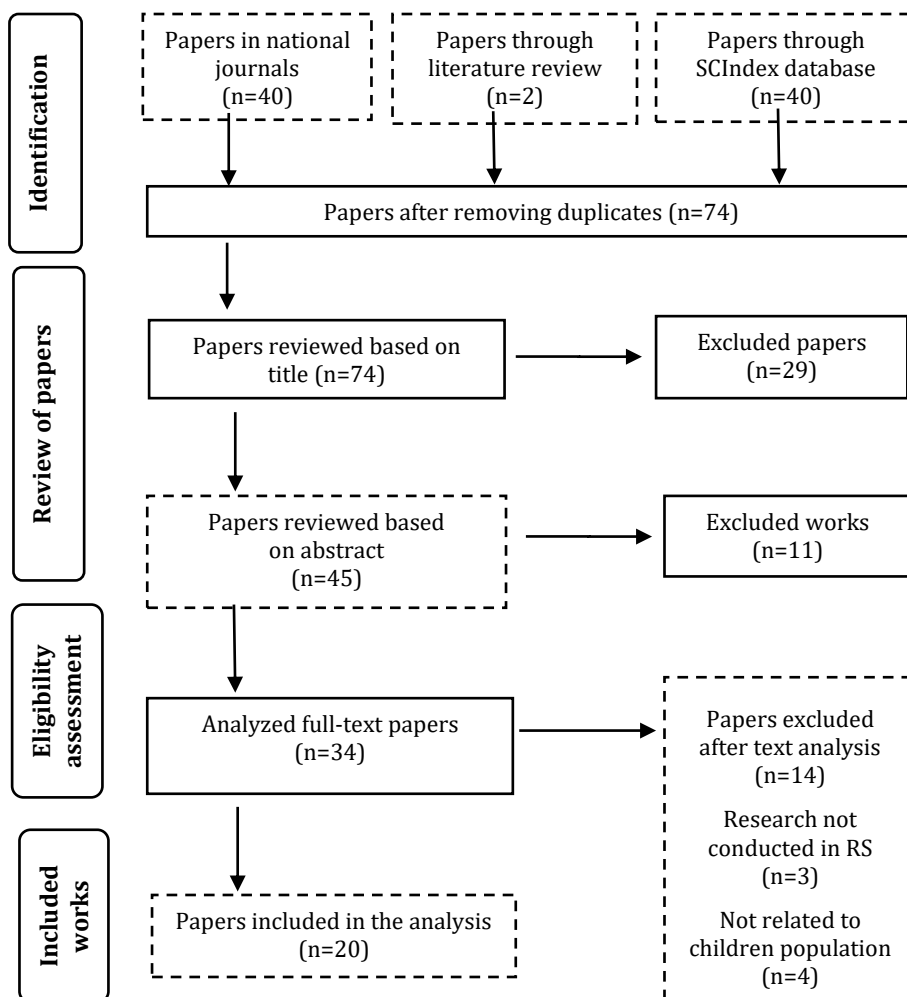 Identification
Papers in national
journals
(n=40)
Papers through
literature review
(n=2)
Papers through
SCIndex database
(n=40)
Papers after removing duplicates (n=74)
Review of papers
Papers reviewed based on
title (n=74)
Excluded papers
(n=29)
Papers reviewed based
on abstract
(n=45)
Excluded works
(n=11)
Eligibility
assessment
Analyzed full-text papers
(n=34)
Papers excluded
after text analysis
(n=14)
Research not
conducted in RS
(n=3)
Not related to
children population
(n=4)
Included
works
Papers included in the analysis
(n=20)